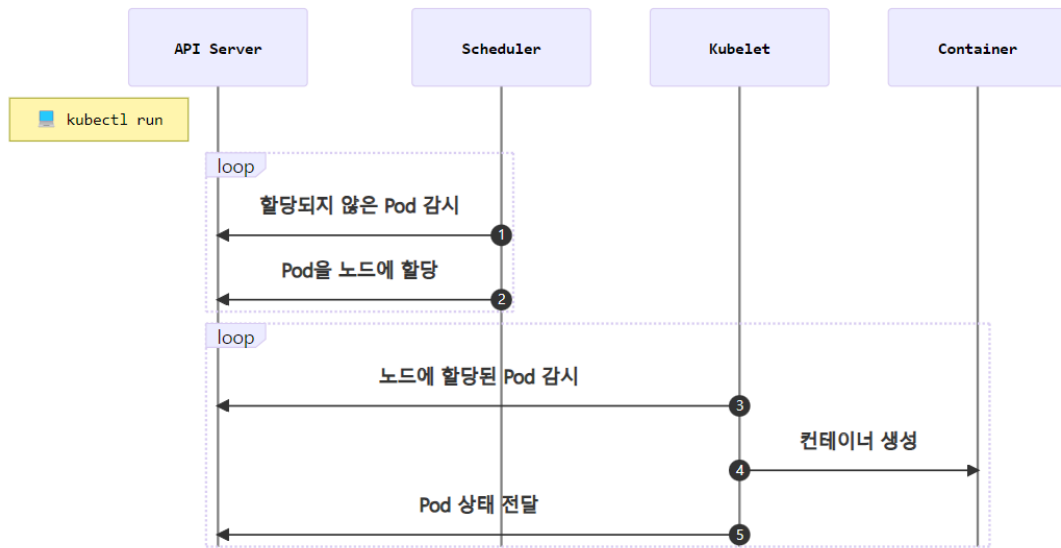 API Server
Scheduler
Kubelet
Container
💻 kubectl run
loop
할당되지 않은 Pod 감시
1
Pod을 노드에 할당
2
loop
노드에 할당된 Pod 감시
3
컨테이너 생성
4
Pod 상태 전달
5